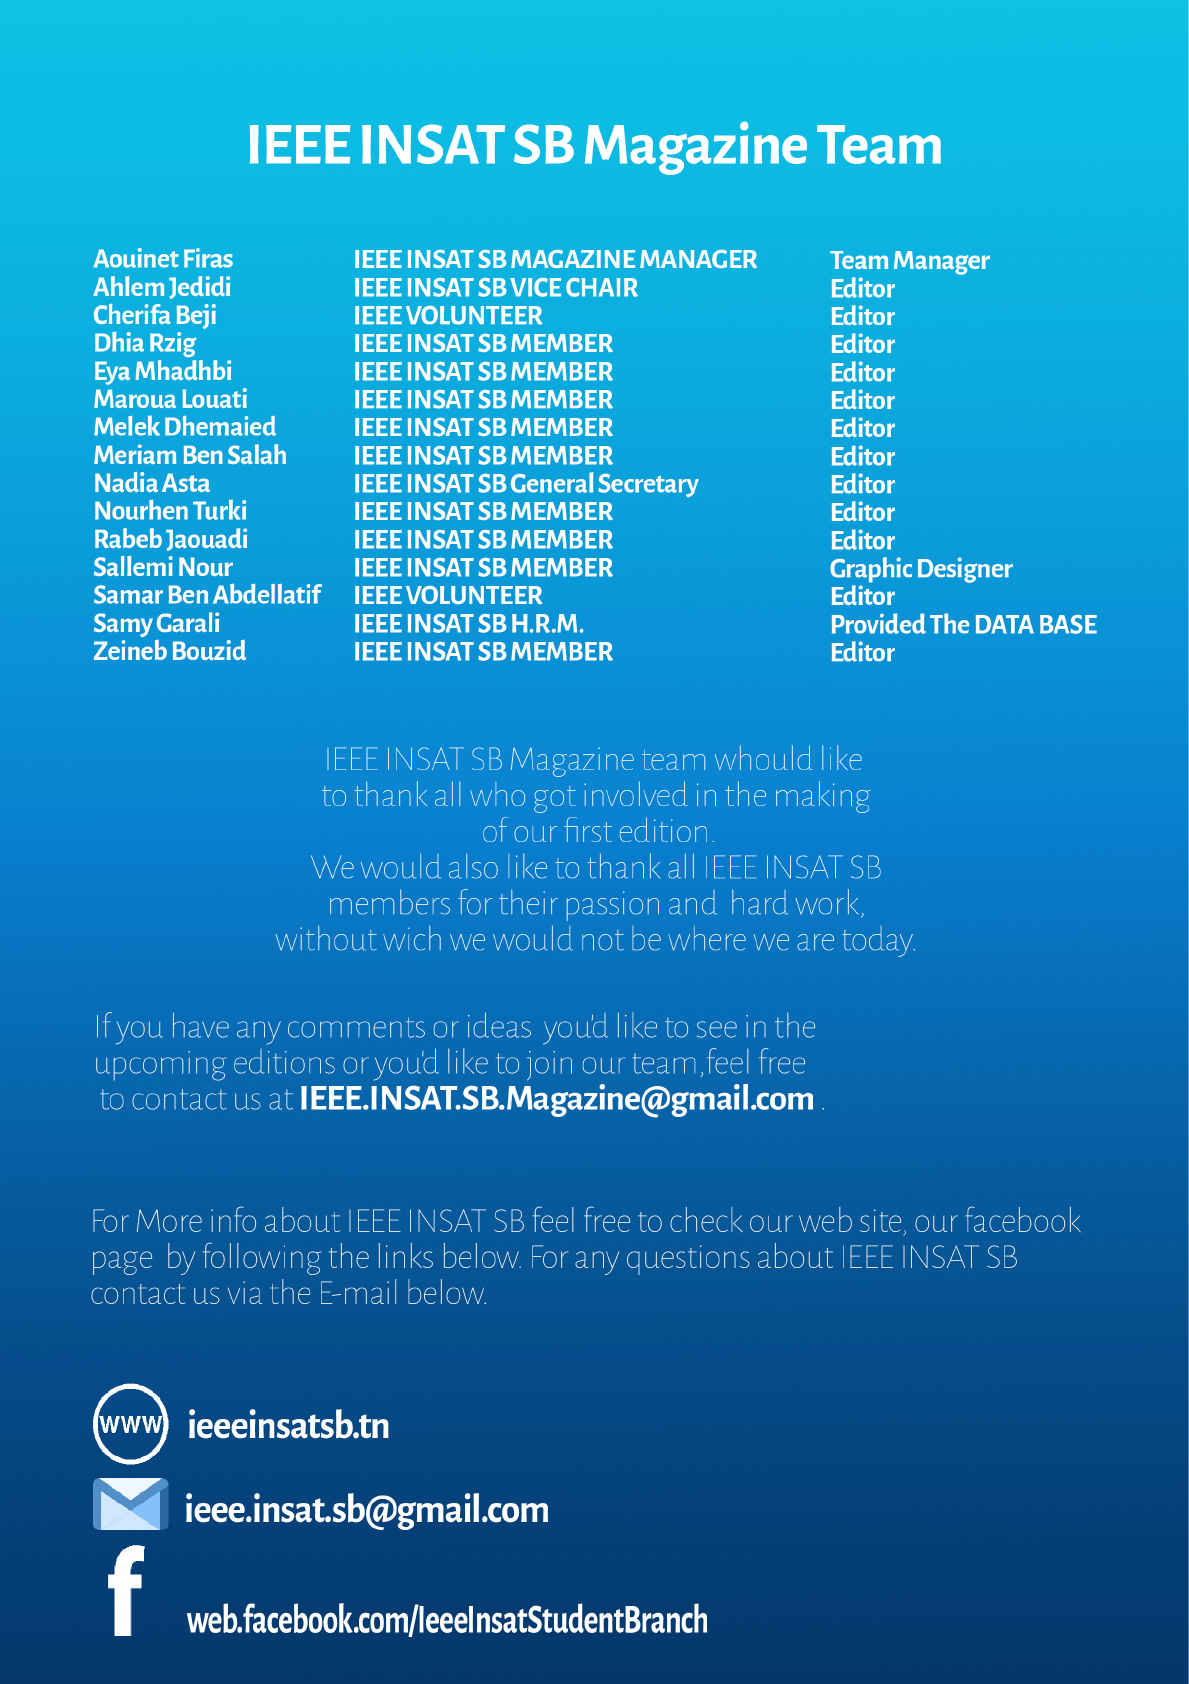 IEEE INSAT SB Magazine Team
Aouinet Firas IEEE INSAT SB MAGAZINE MANAGER Team Manager
Ahlem Jedidi IEEE INSAT SB VICE CHAIR Editor
Cherifa Beji IEEE VOLUNTEER Editor
Dhia Rzig IEEE INSAT SB MEMBER Editor
Eya Mhadhbi IEEE INSAT SB MEMBER Editor
Maroua Louati IEEE INSAT SB MEMBER Editor
Melek Dhemaied IEEE INSAT SB MEMBER Editor
Meriam Ben Salah IEEE INSAT SB MEMBER Editor
Nadia Asta IEEE INSAT SB General Secretary Editor
Nourhen Turki IEEE INSAT SB MEMBER Editor
Rabeb Jaouadi IEEE INSAT SB MEMBER Editor
Sallemi Nour IEEE INSAT SB MEMBER Graphic Designer
Samar Ben Abdellatif IEEE VOLUNTEER Editor
Samy Garali IEEE INSAT SB H.R.M. Provided The DATA BASE
Zeineb Bouzid IEEE INSAT SB MEMBER Editor
IEEE INSAT SB Magazine team whould like
to thank all who got involved in the making
of our first edition.
We would also like to thank all IEEE INSAT SB
members for their passion and hard work,
without wich we would not be where we are today.
If you have any comments or ideas you'd like to see in the
upcoming editions or you'd like to join our team,feel free
to contact us at IEEE.INSAT.SB.Magazine@gmail.com .
For More info about IEEE INSAT SB feel free to check our web site, our facebook
page by following the links below. For any questions about IEEE INSAT SB
contact us via the E-mail below.
www ieeeinsatsb.tn
ieee.insat.sb@gmail.com
f web.facebook.com/IeeeInsatStudentBranch